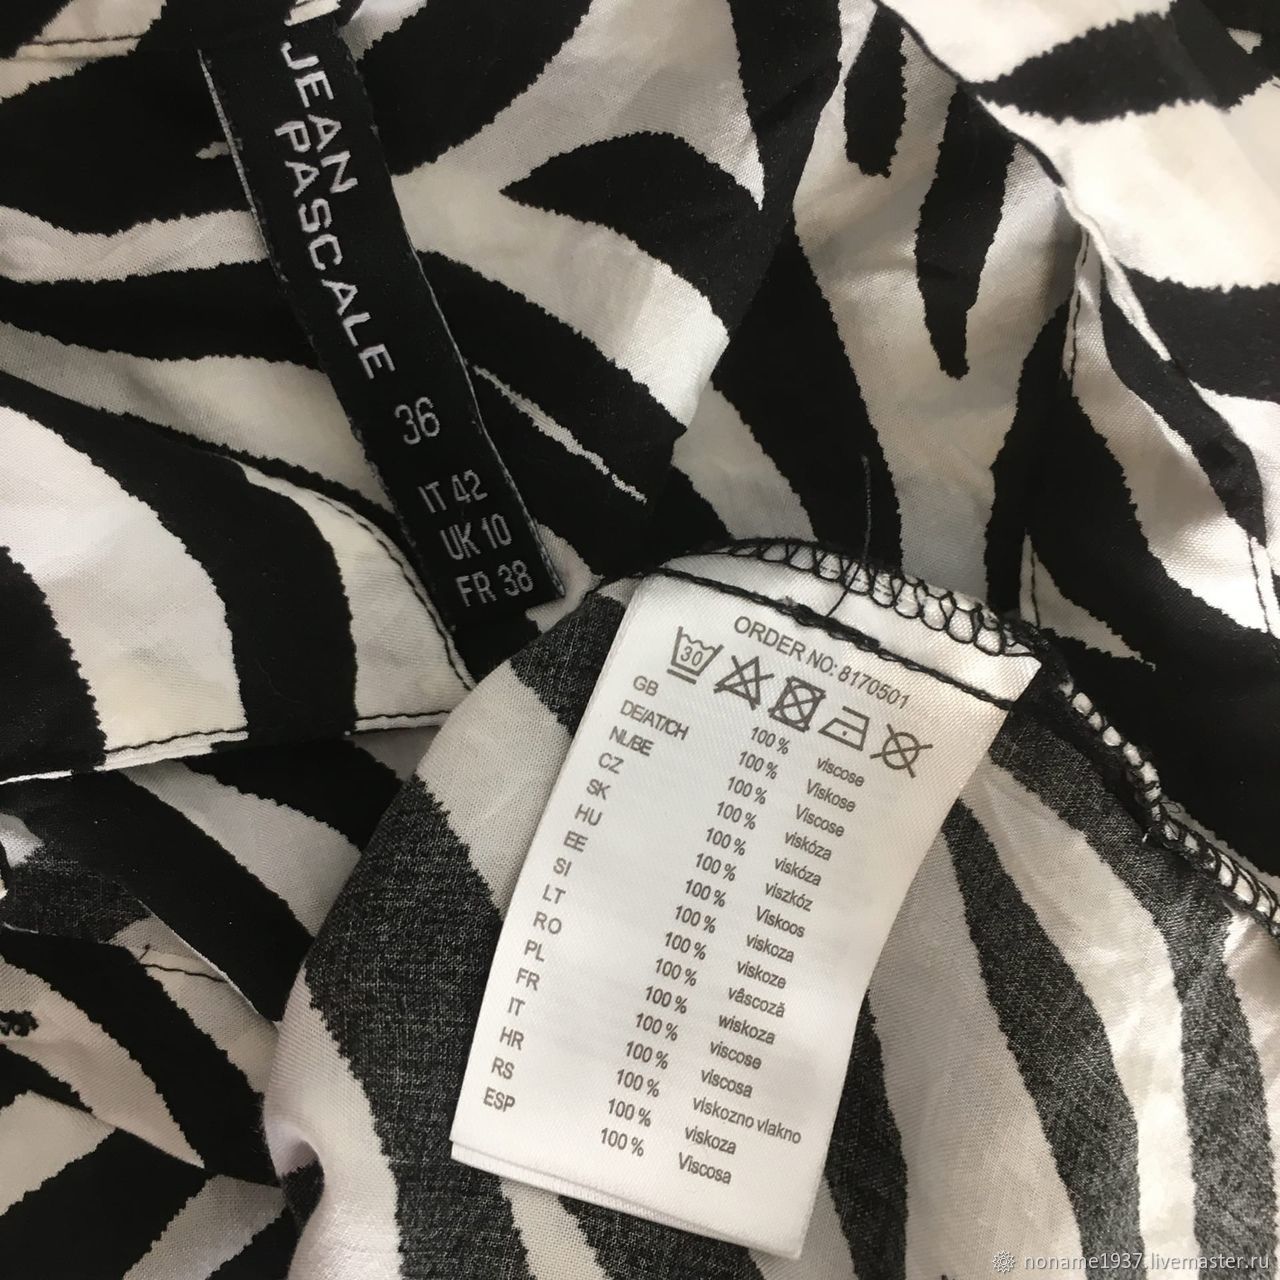 JEAN
PASCALE
36
IT 42
UK 10
FR 38
ORDER NO: 8170501
30
GB 100 % viscose
DE/AT/CH 100 % Viskose
NL/BE 100 % Viscose
CZ 100 % viskóza
SK 100 % viskóza
HU 100 % viszkóz
EE 100 % Viskoos
SI 100 % viskoza
LT 100 % viskoze
RO 100 % vâscoză
PL 100 % wiskoza
FR 100 % viscose
IT 100 % viscosa
HR 100 % viskozno vlakno
RS 100 % viskoza
ESP 100 % Viscosa
noname1937.livemaster.ru